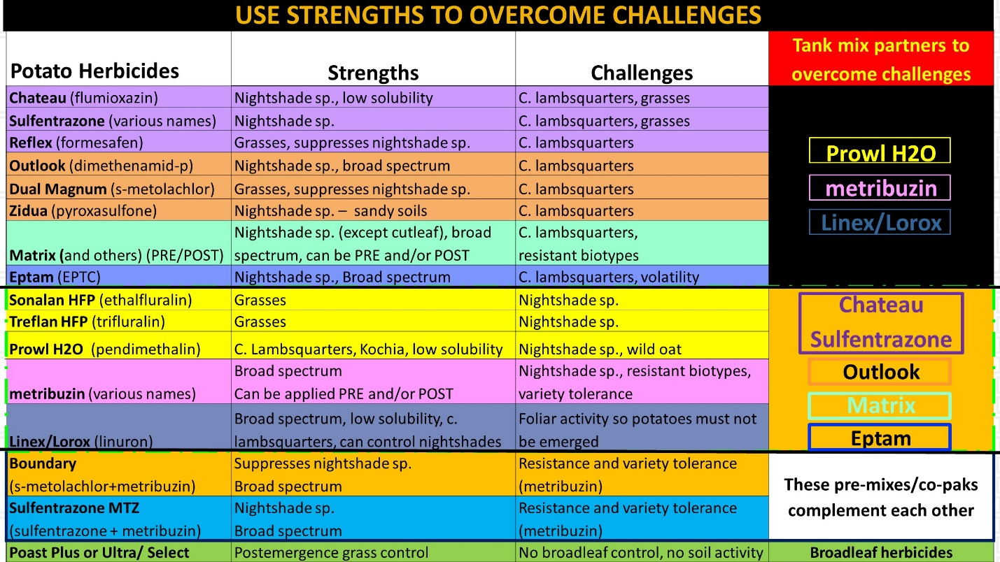 USE STRENGTHS TO OVERCOME CHALLENGES
Potato Herbicides
Strengths
Challenges
Tank mix partners to
overcome challenges
Chateau (flumioxazin)
Nightshade sp., low solubility
C. lambsquarters, grasses
Sulfentrazone (various names)
Nightshade sp.
C. lambsquarters, grasses
Reflex (formesafen)
Grasses, suppresses nightshade sp.
C. lambsquarters
Outlook (dimethenamid-p)
Nightshade sp., broad spectrum
C. lambsquarters
Dual Magnum (s-metolachlor)
Grasses, suppresses nightshade sp.
C. lambsquarters
Zidua (pyroxasulfone)
Nightshade sp. – sandy soils
C. lambsquarters
Matrix (and others) (PRE/POST)
Nightshade sp. (except cutleaf), broad
spectrum, can be PRE and/or POST
C. lambsquarters,
resistant biotypes
Eptam (EPTC)
Nightshade sp., Broad spectrum
C. lambsquarters, volatility
Prowl H2O
metribuzin
Linex/Lorox
Sonalan HFP (ethalfluralin)
Grasses
Nightshade sp.
Treflan HFP (trifluralin)
Grasses
Nightshade sp.
Prowl H2O (pendimethalin)
C. Lambsquarters, Kochia, low solubility
Nightshade sp., wild oat
metribuzin (various names)
Broad spectrum
Can be applied PRE and/or POST
Nightshade sp., resistant biotypes,
variety tolerance
Linex/Lorox (linuron)
Broad spectrum, low solubility, c.
lambsquarters, can control nightshades
Foliar activity so potatoes must not
be emerged
Chateau
Sulfentrazone
Outlook
Matrix
Eptam
Boundary
(s-metolachlor+metribuzin)
Suppresses nightshade sp.
Broad spectrum
Resistance and variety tolerance
(metribuzin)
Sulfentrazone MTZ
(sulfentrazone + metribuzin)
Nightshade sp.
Broad spectrum
Resistance and variety tolerance
(metribuzin)
These pre-mixes/co-paks
complement each other
Poast Plus or Ultra/ Select
Postemergence grass control
No broadleaf control, no soil activity
Broadleaf herbicides